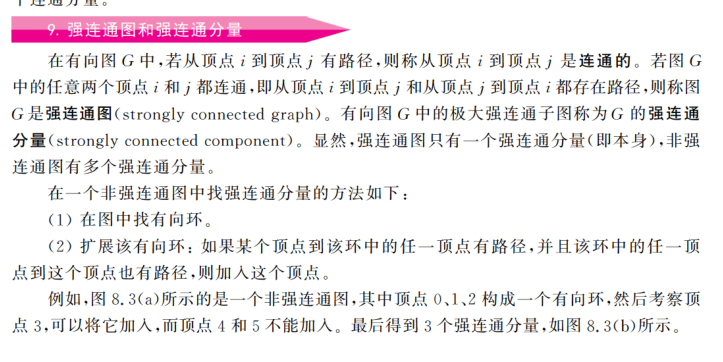 个连通分量。
9. 强连通图和强连通分量
在有向图 G 中,若从顶点 i 到顶点 j 有路径,则称从顶点 i 到顶点 j 是连通的。若图 G
中的任意两个顶点 i 和 j 都连通,即从顶点 i 到顶点 j 和从顶点 j 到顶点 i 都存在路径,则称图
G 是强连通图(strongly connected graph)。有向图 G 中的极大强连通子图称为 G 的强连通
分量(strongly connected component)。显然,强连通图只有一个强连通分量(即本身),非强
连通图有多个强连通分量。
在一个非强连通图中找强连通分量的方法如下:
(1) 在图中找有向环。
(2) 扩展该有向环: 如果某个顶点到该环中的任一顶点有路径,并且该环中的任一顶
点到这个顶点也有路径,则加入这个顶点。
例如,图 8.3(a)所示的是一个非强连通图,其中顶点 0、1、2 构成一个有向环,然后考察顶
点 3,可以将它加入,而顶点 4 和 5 不能加入。最后得到 3 个强连通分量,如图 8.3(b)所示。